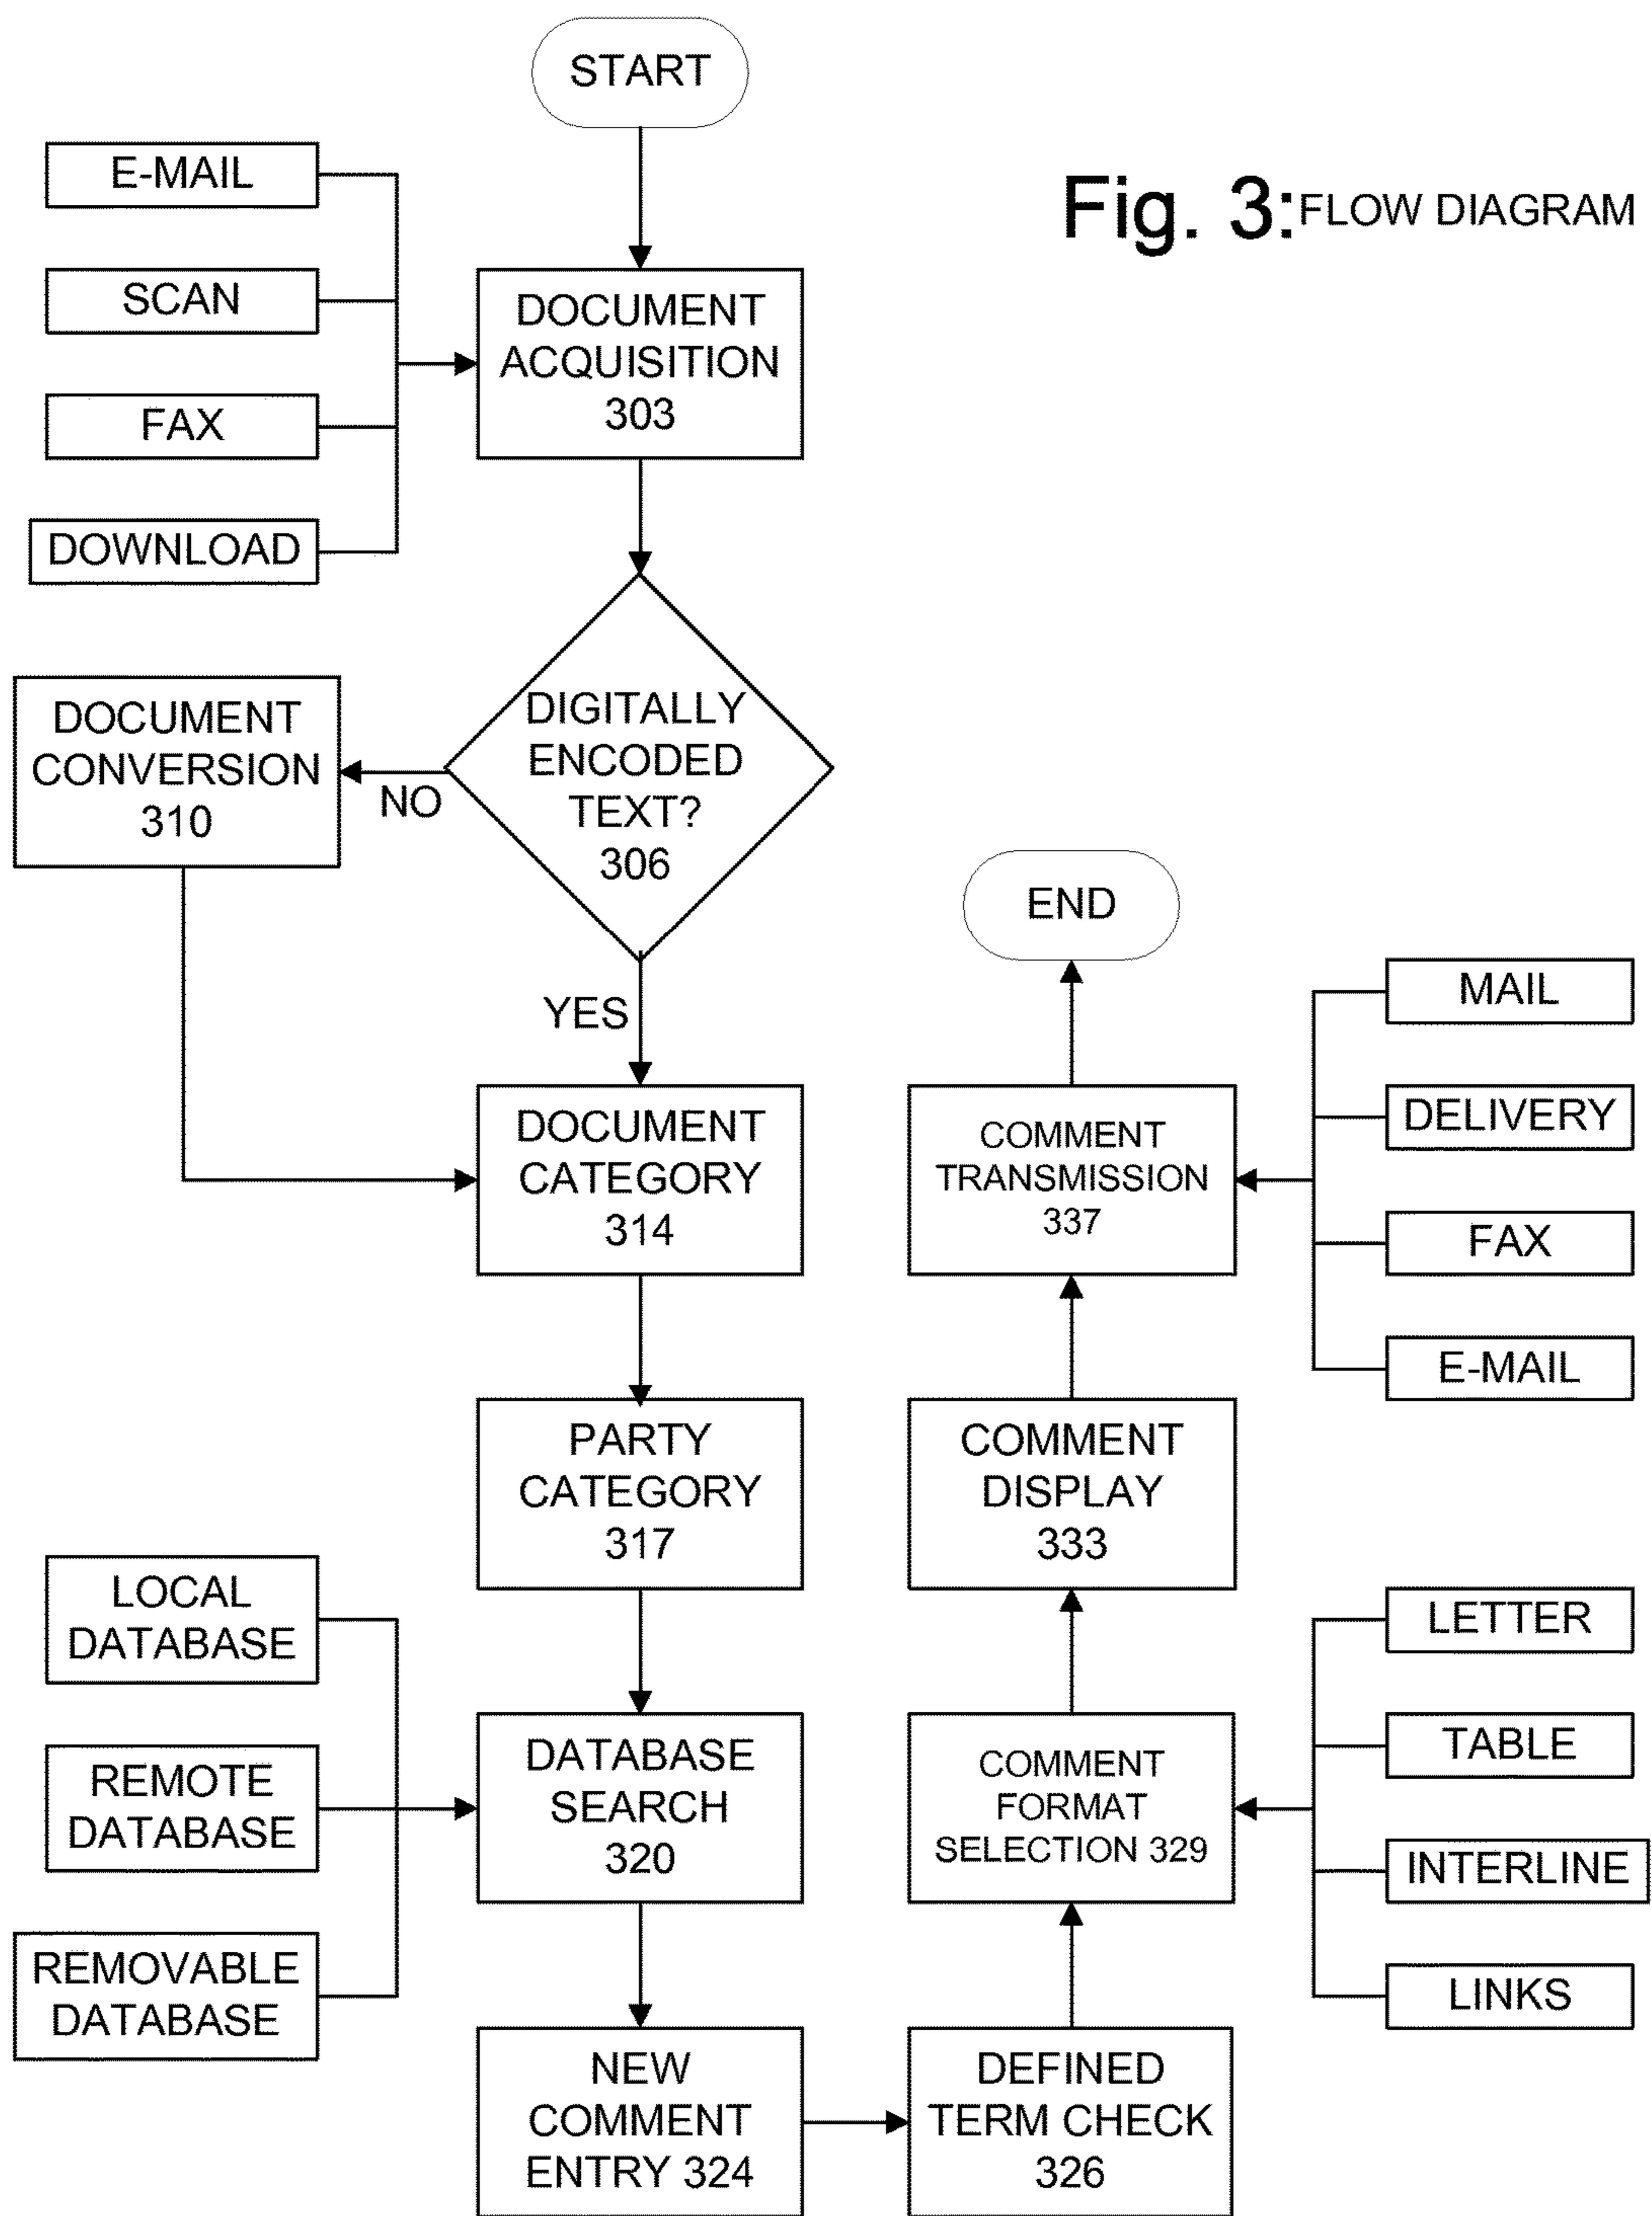 START
Fig. 3: FLOW DIAGRAM
E-MAIL
SCAN
FAX
DOWNLOAD
DOCUMENT
ACQUISITION
303
DIGITALLY
ENCODED
TEXT?
306
NO
DOCUMENT
CONVERSION
310
YES
DOCUMENT
CATEGORY
314
PARTY
CATEGORY
317
LOCAL
DATABASE
REMOTE
DATABASE
REMOVABLE
DATABASE
DATABASE
SEARCH
320
NEW
COMMENT
ENTRY 324
DEFINED
TERM CHECK
326
COMMENT
FORMAT
SELECTION 329
LETTER
TABLE
INTERLINE
LINKS
COMMENT
DISPLAY
333
COMMENT
TRANSMISSION
337
MAIL
DELIVERY
FAX
E-MAIL
END